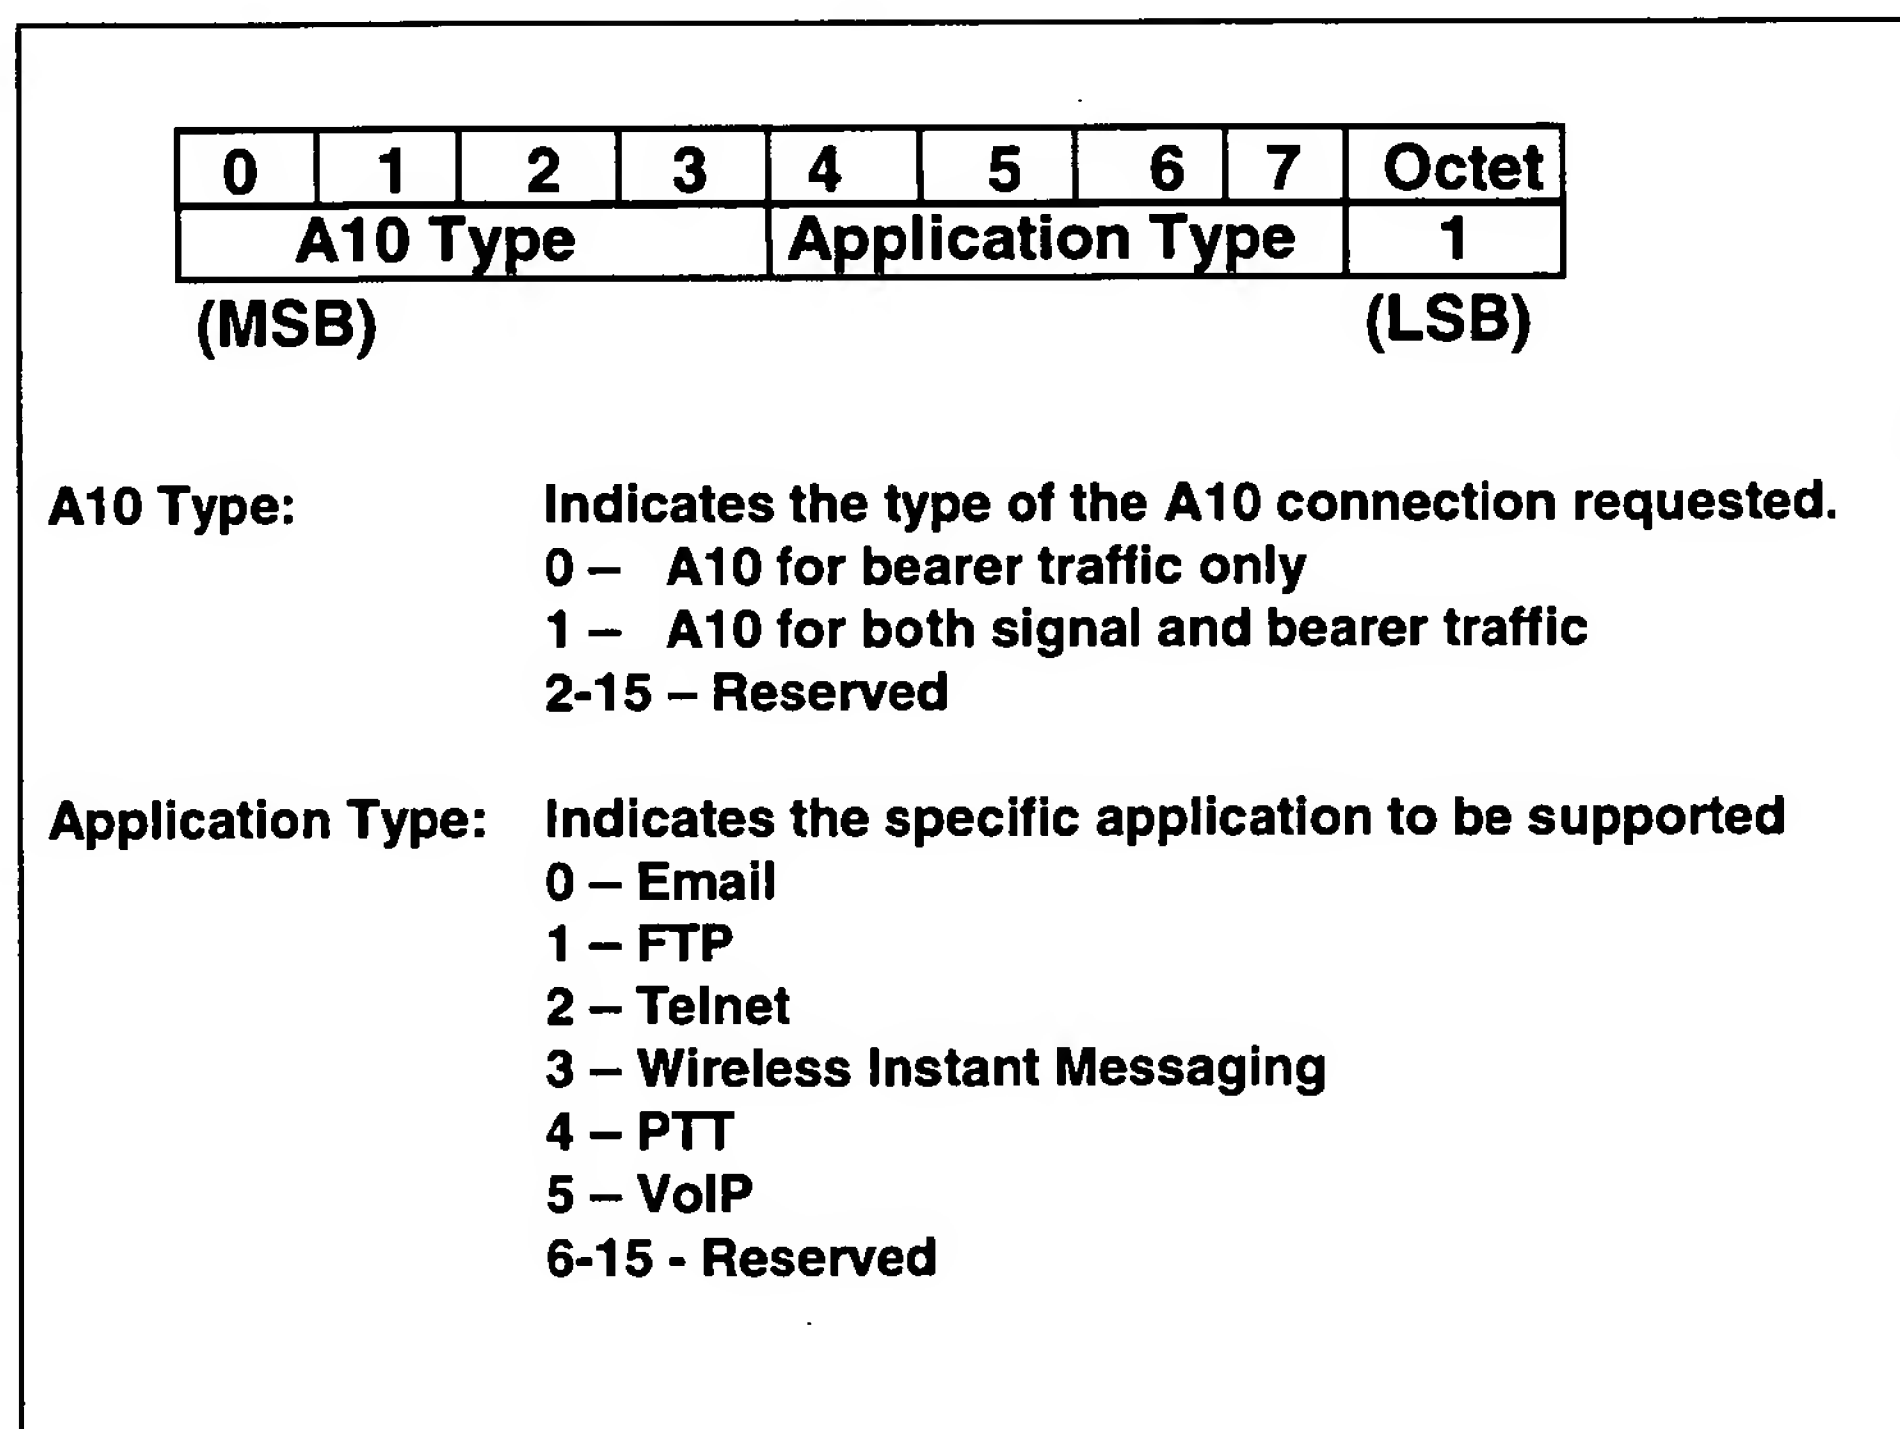 0 1 2 3 4 5 6 7 Octet
A10 Type Application Type 1
(MSB) (LSB)
A10 Type: Indicates the type of the A10 connection requested.
0 – A10 for bearer traffic only
1 – A10 for both signal and bearer traffic
2-15 – Reserved
Application Type: Indicates the specific application to be supported
0 – Email
1 – FTP
2 – Telnet
3 – Wireless Instant Messaging
4 – PTT
5 – VoIP
6-15 - Reserved